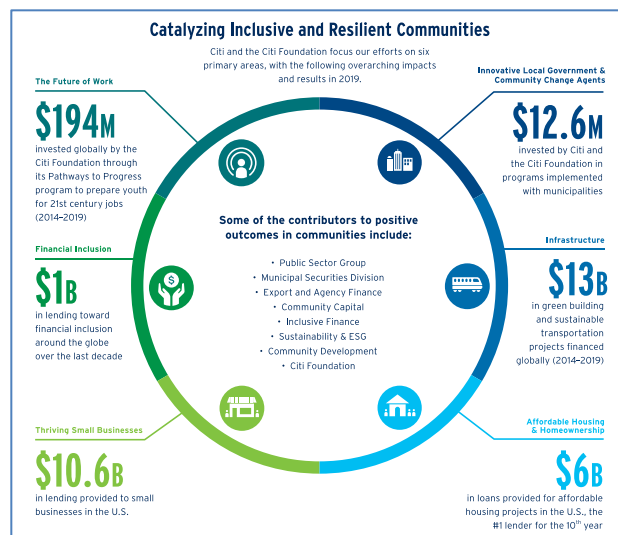 Catalyzing Inclusive and Resilient Communities
Citi and the Citi Foundation focus our efforts on six
primary areas, with the following overarching impacts
and results in 2019.
The Future of Work
$194M
invested globally by the
Citi Foundation through
its Pathways to Progress
program to prepare youth
for 21st century jobs
(2014–2019)
Innovative Local Government &
Community Change Agents
$12.6M
invested by Citi and
the Citi Foundation in
programs implemented
with municipalities
Some of the contributors to positive
outcomes in communities include:
• Public Sector Group
• Municipal Securities Division
• Export and Agency Finance
• Community Capital
• Inclusive Finance
• Sustainability & ESG
• Community Development
• Citi Foundation
Financial Inclusion
$1B
in lending toward
financial inclusion
around the globe
over the last decade
Infrastructure
$13B
in green building
and sustainable
transportation
projects financed
globally (2014–2019)
Thriving Small Businesses
$10.6B
in lending provided to small
businesses in the U.S.
Affordable Housing
& Homeownership
$6B
in loans provided for affordable
housing projects in the U.S., the
#1 lender for the 10th year
$